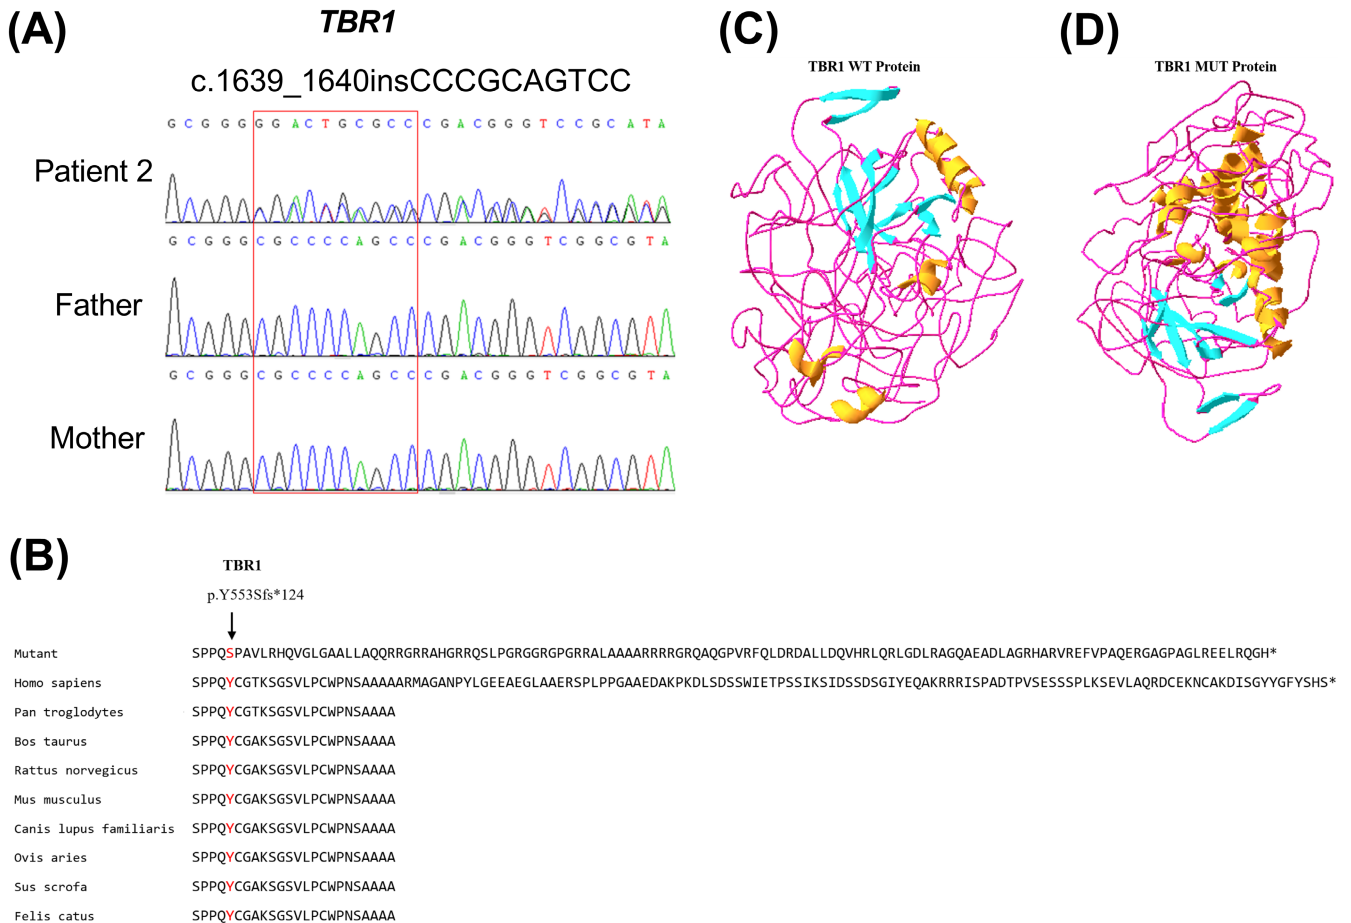 (A)
TBR1
c.1639_1640insCCCGCAGTCC
G C G G G G G A C T G C G C C C G A C G G G T C C G C A T A
Patient 2
G C G G G C G C C C C A G C C C G A C G G G T C G G C G T A
Father
G C G G G C G C C C C A G C C C G A C G G G T C G G C G T A
Mother
(C)
TBR1 WT Protein
(D)
TBR1 MUT Protein
(B)
TBR1
p.Y553Sfs*124
Mutant SPPQSPAVLRHQVGLGAALLAQQRRGRRAHGRRQSLPGRGGRGPGRRALAAAARRRRGRQAQGPVRFQLDRDALLDQVHRLQRLGDLRAGQAEADLAGRHARVREFVPAQERGAGPAGLREELRQGH*
Homo sapiens SPPQYCGTKSGSVLPCWPNSAAAAARMAGANPYLGEEAEGLAAERSPLPPGAAEDAKPKDLSDSSWIETPSSIKSIDSSDSGIYEQAKRRRISPADTPVSESSSPLKSEVLAQRDCEKNCAKDISGYYGFYSHS*
Pan troglodytes SPPQYCGTKSGSVLPCWPNSAAAA
Bos taurus SPPQYCGAKSGSVLPCWPNSAAAA
Rattus norvegicus SPPQYCGAKSGSVLPCWPNSAAAA
Mus musculus SPPQYCGAKSGSVLPCWPNSAAAA
Canis lupus familiaris SPPQYCGAKSGSVLPCWPNSAAAA
Ovis aries SPPQYCGAKSGSVLPCWPNSAAAA
Sus scrofa SPPQYCGAKSGSVLPCWPNSAAAA
Felis catus SPPQYCGAKSGSVLPCWPNSAAAA